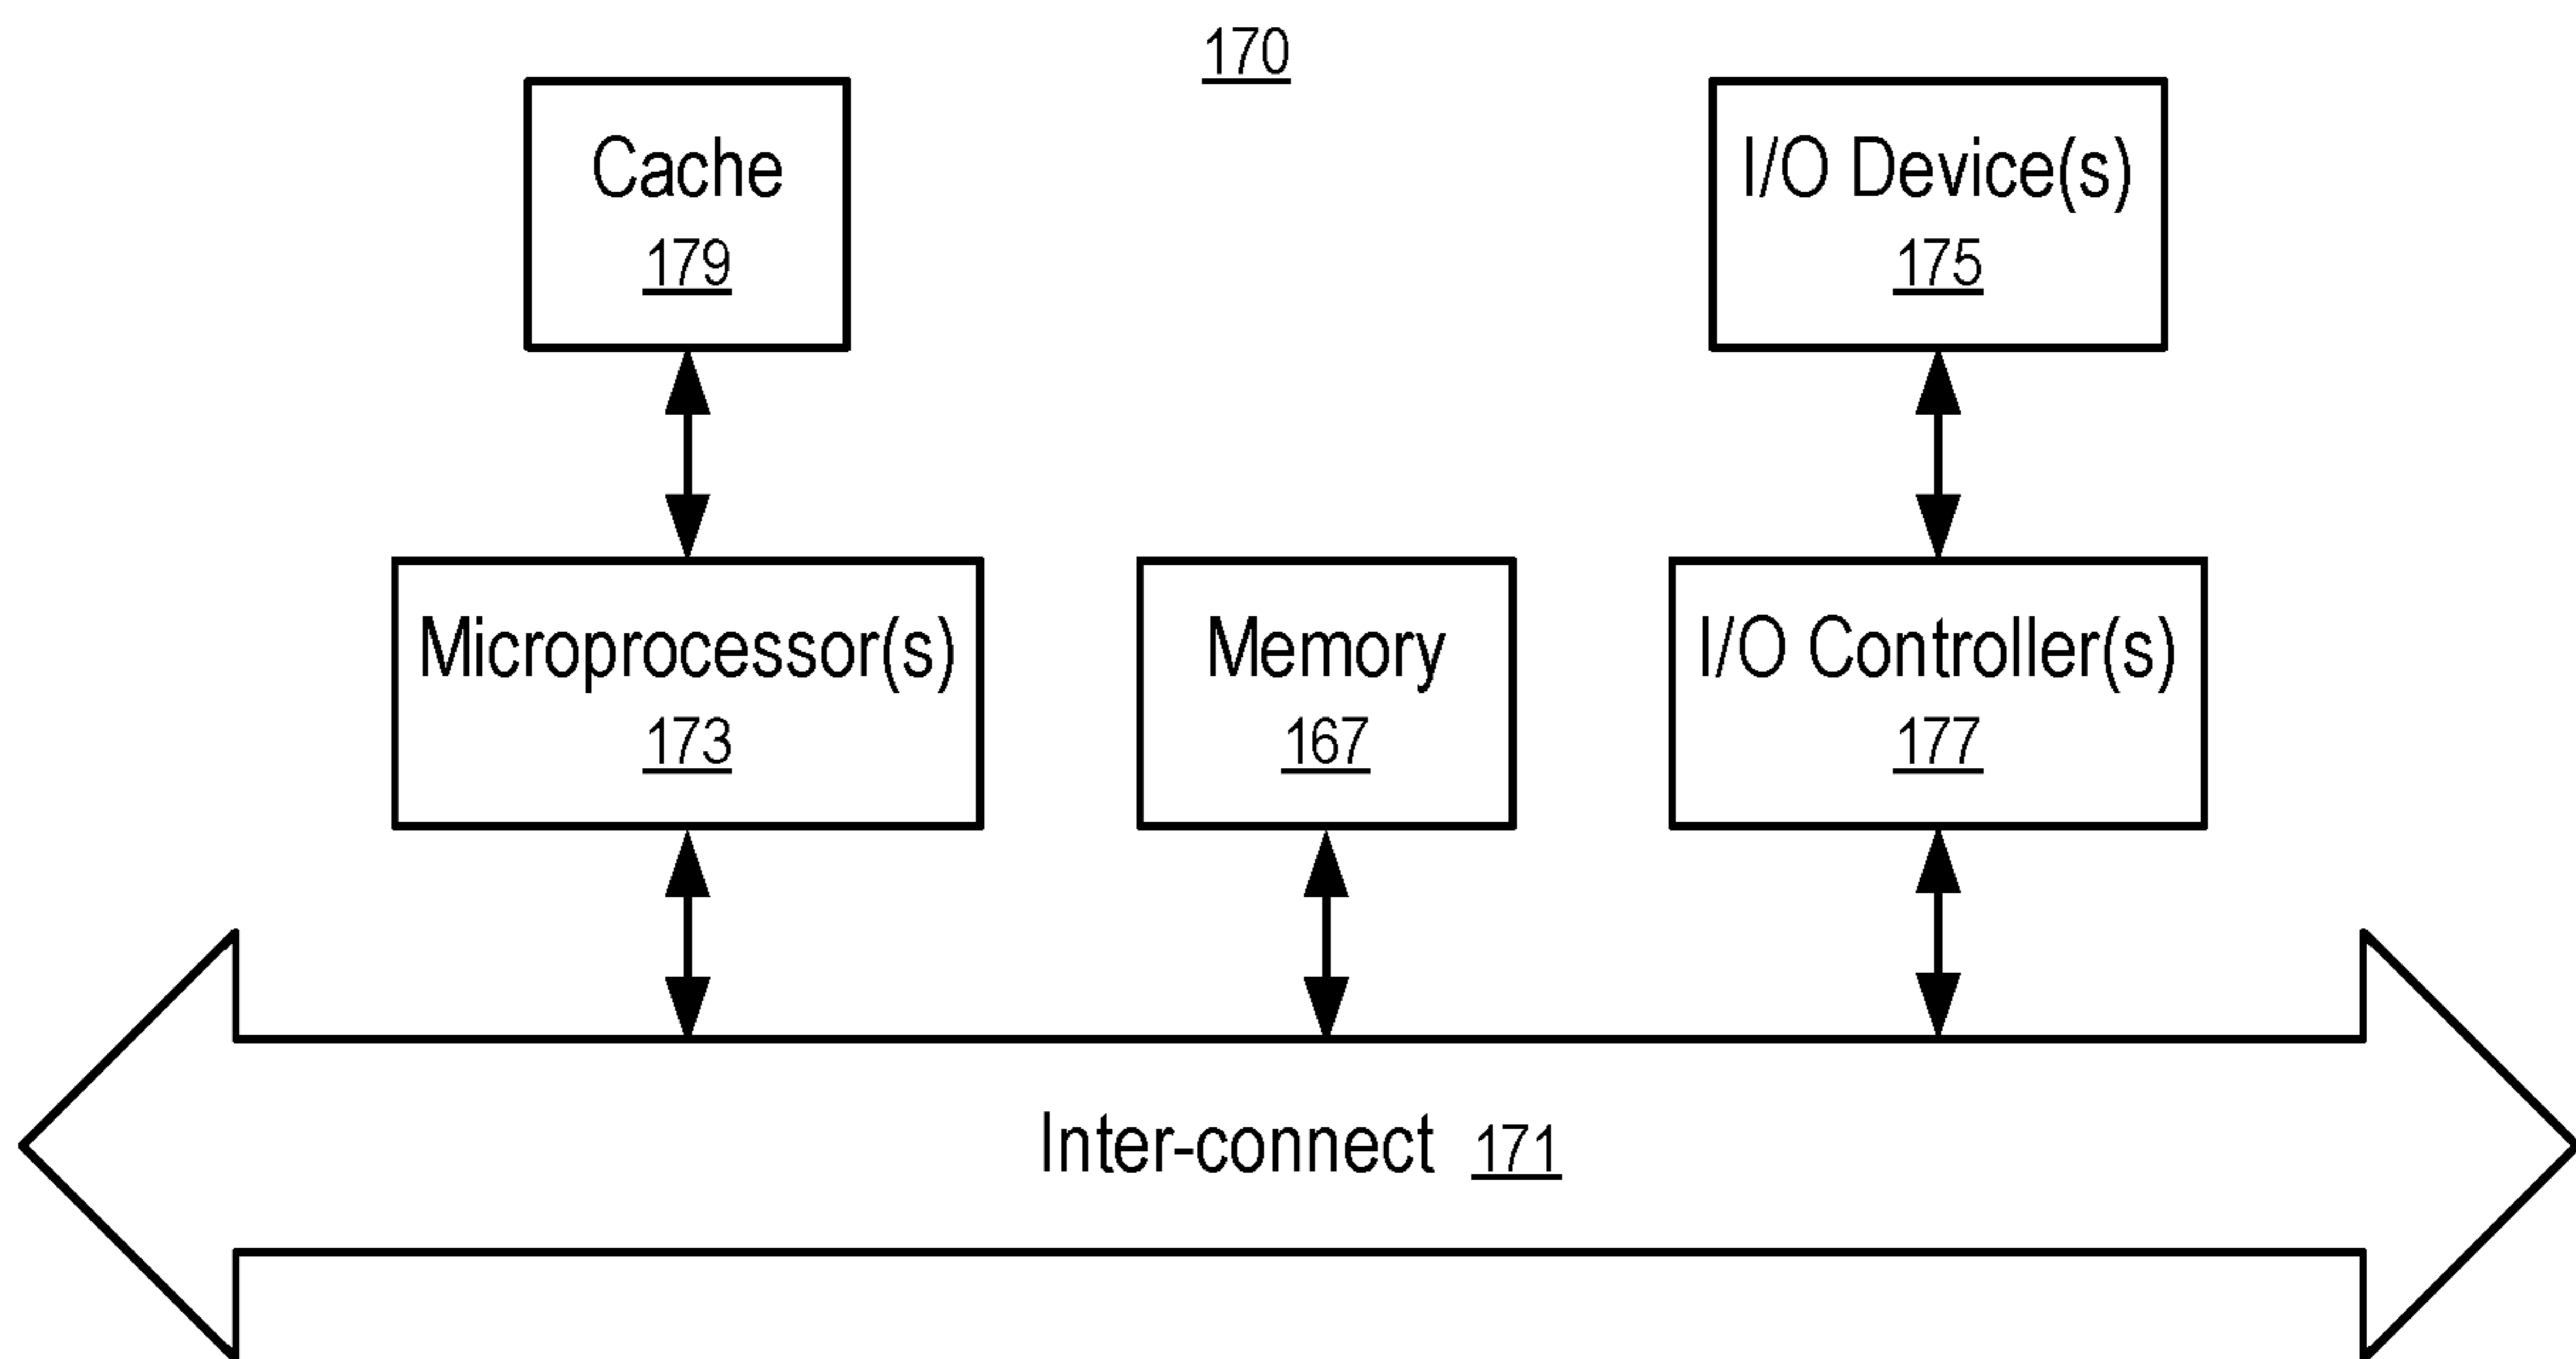 170
Cache
179
I/O Device(s)
175
Microprocessor(s)
173
Memory
167
I/O Controller(s)
177
Inter-connect 171